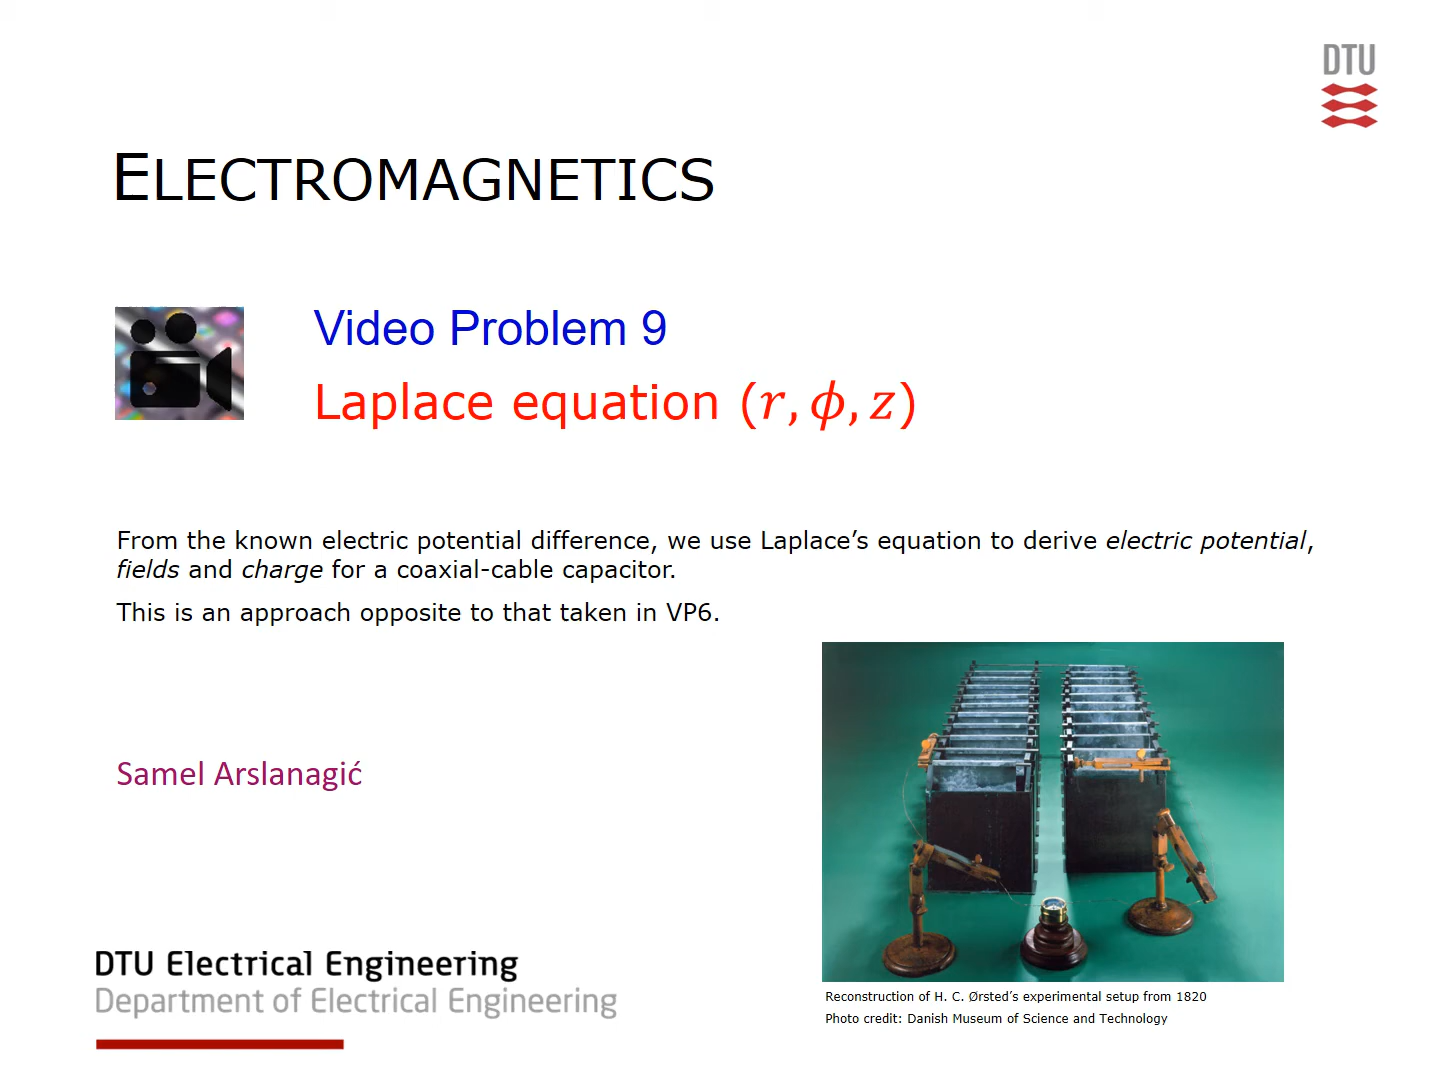 DTU
ELECTROMAGNETICS
Video Problem 9
Laplace equation (𝑟, 𝜙, 𝑧)
From the known electric potential difference, we use Laplace’s equation to derive electric potential,
fields and charge for a coaxial-cable capacitor.
This is an approach opposite to that taken in VP6.
Samel Arslanagić
DTU Electrical Engineering
Department of Electrical Engineering
Reconstruction of H. C. Ørsted’s experimental setup from 1820
Photo credit: Danish Museum of Science and Technology